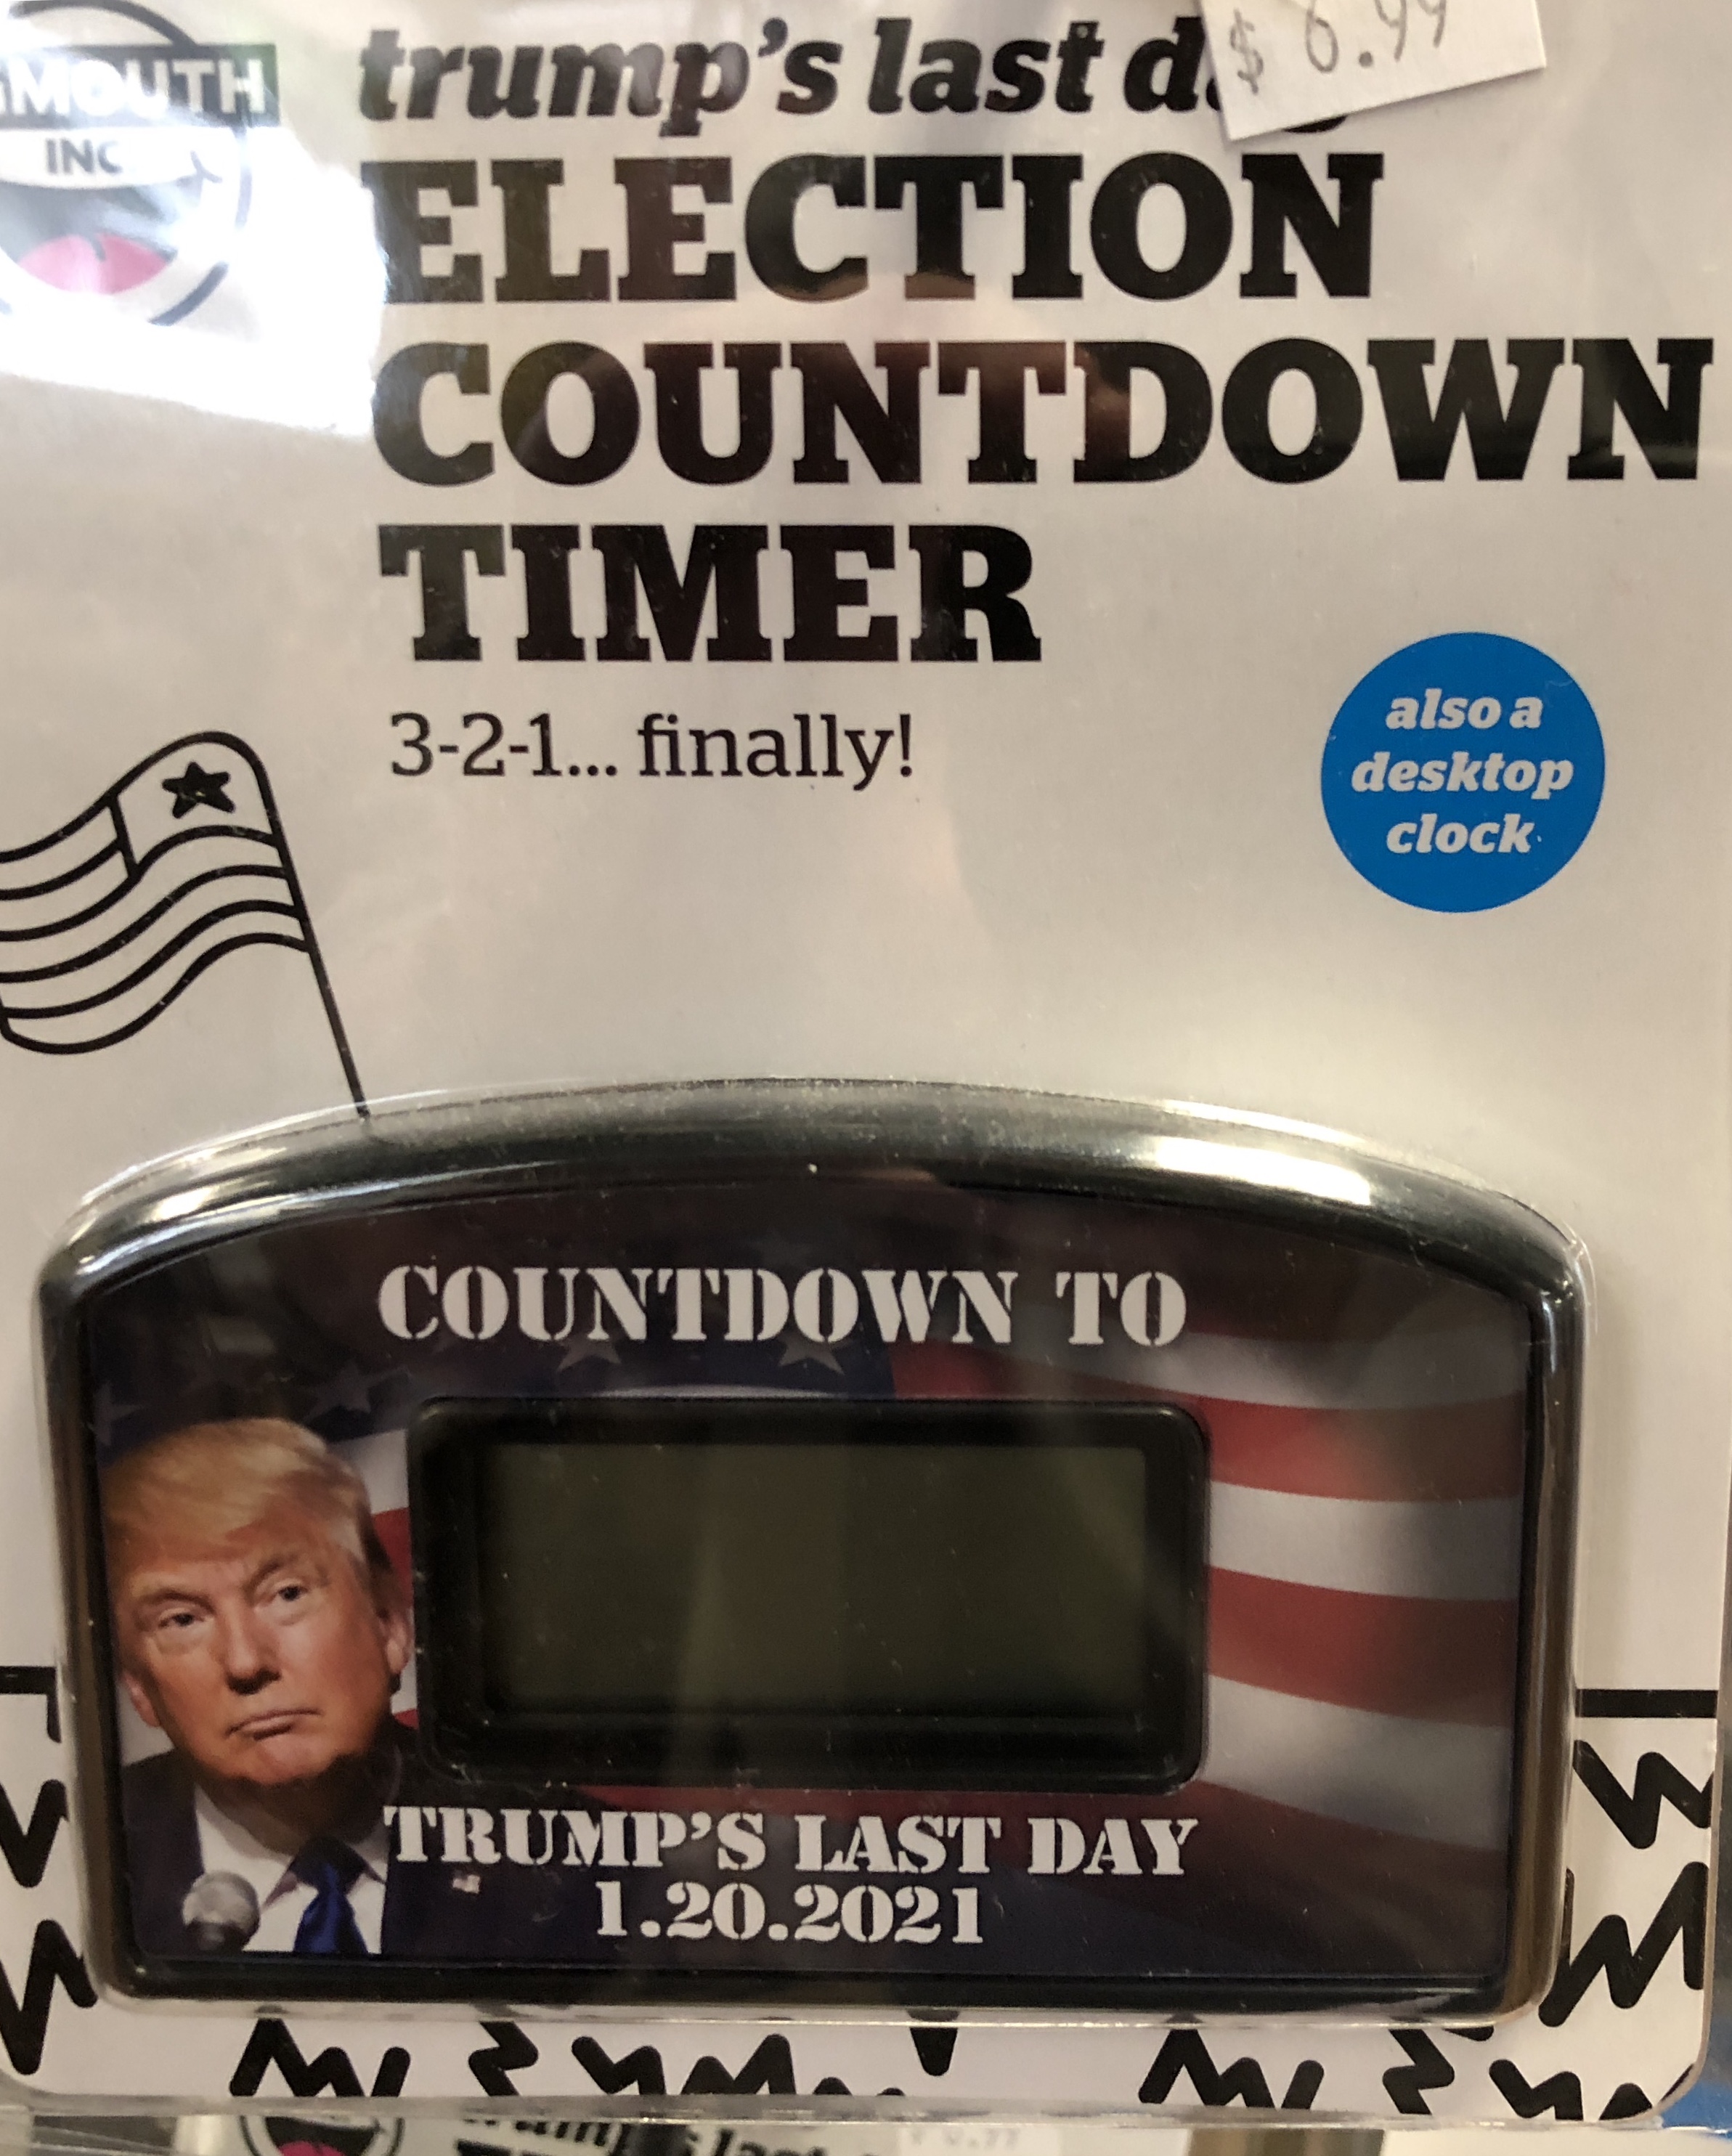 MOUTH
INC
trump's last
$ 6.99
ELECTION
COUNTDOWN
TIMER
3-2-1... finally!
also a
desktop
clock
COUNTDOWN TO
TRUMP'S LAST DAY
1.20.2021